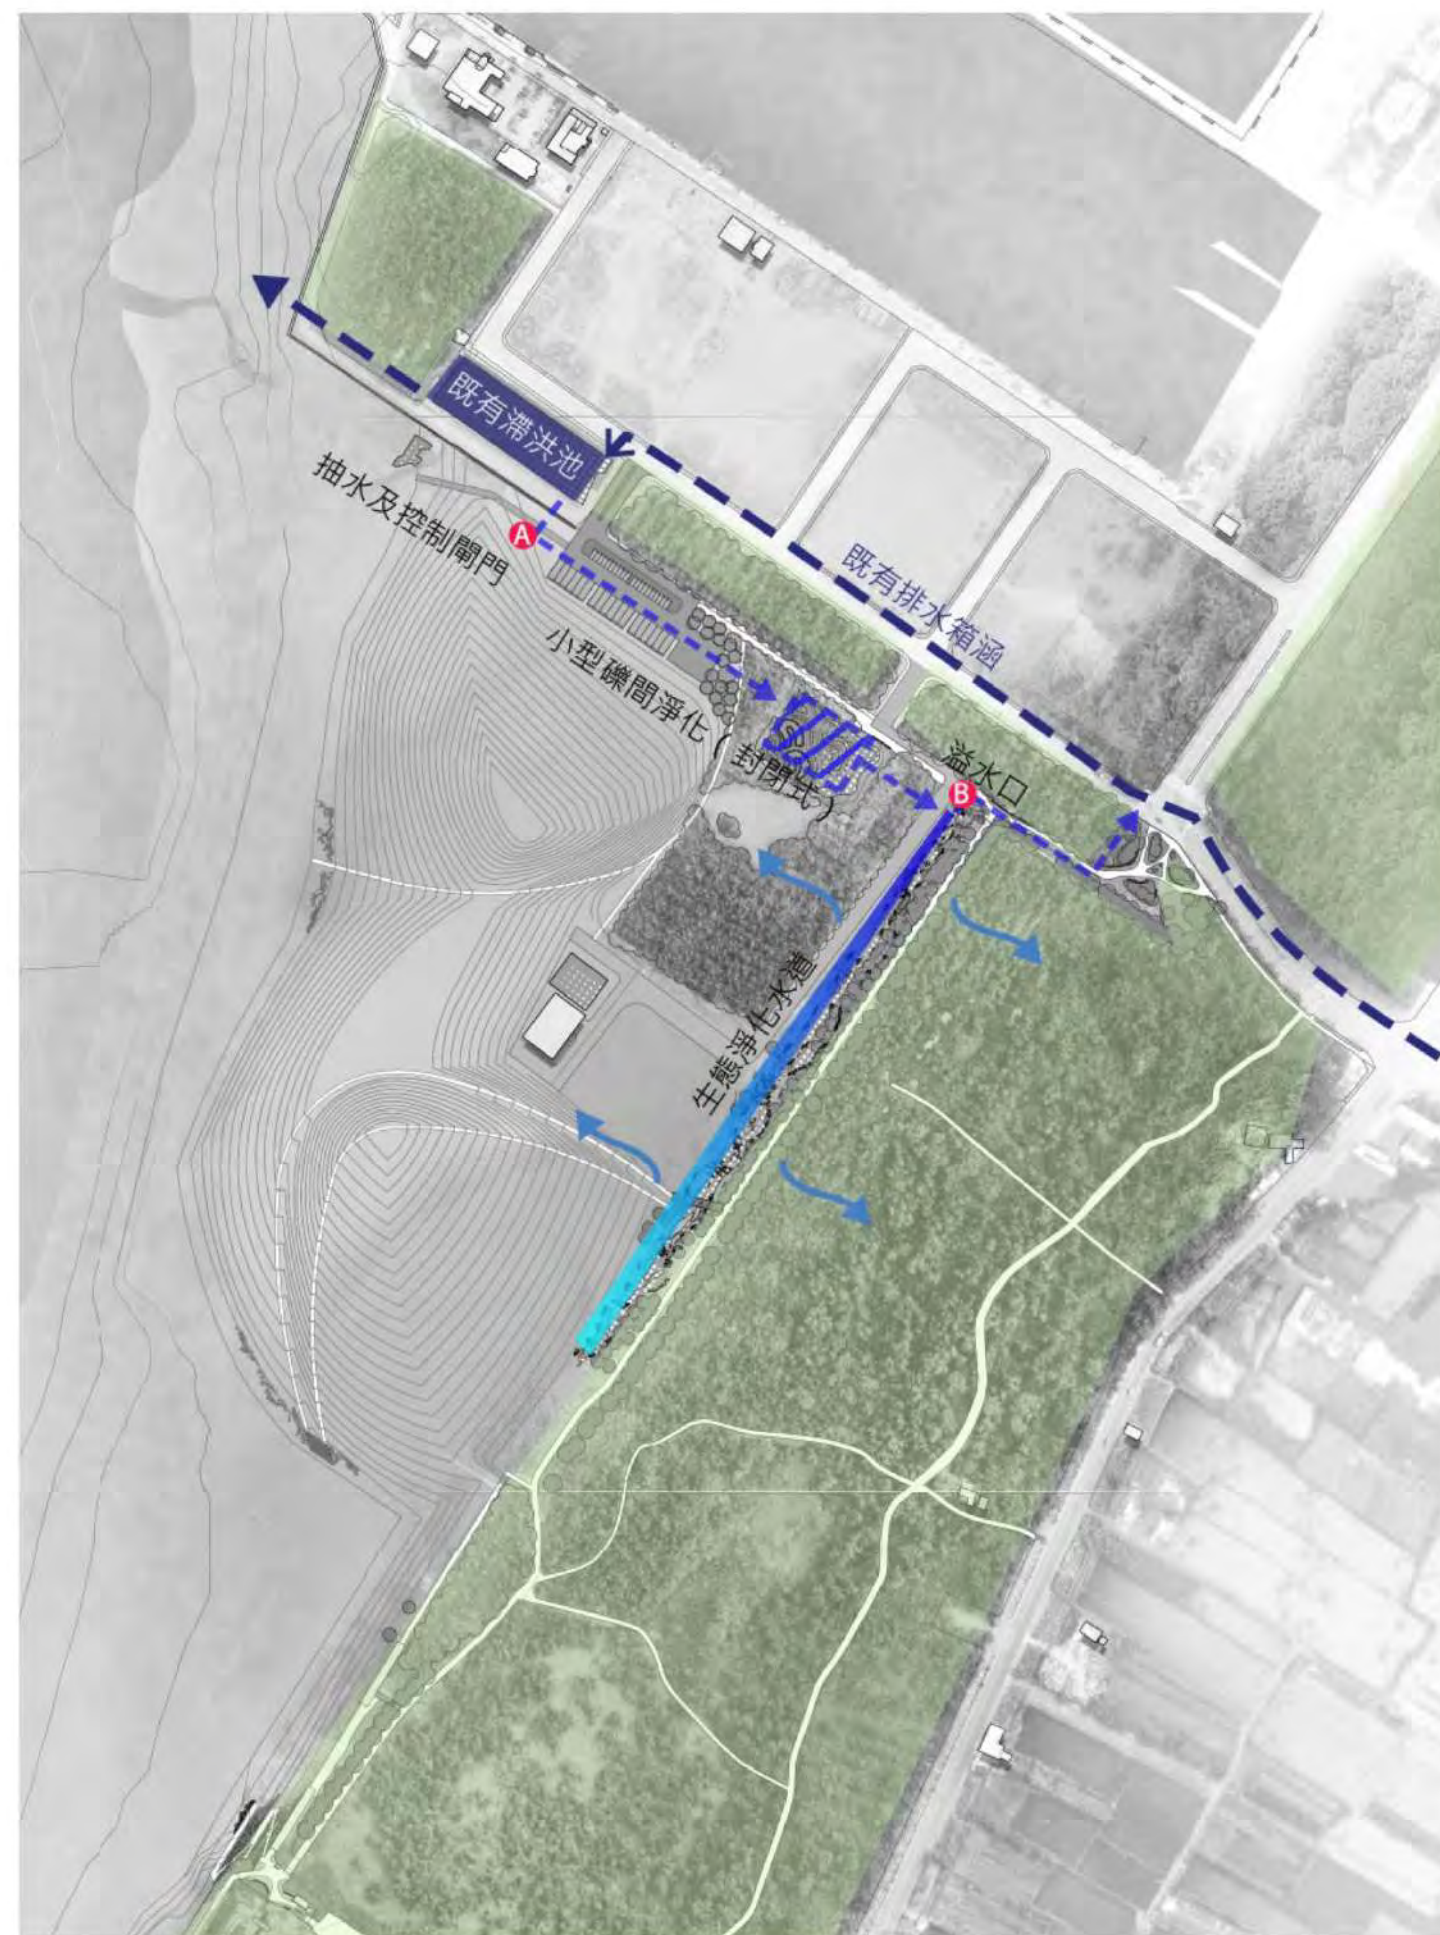 既有滯洪池
抽水及控制閘門
A
既有排水箱涵
小型礫間淨化(封閉式)
溢水口
B
生態淨化水道